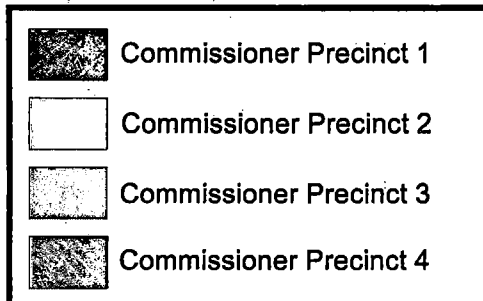 Commissioner Precinct 1
Commissioner Precinct 2
Commissioner Precinct 3
Commissioner Precinct 4